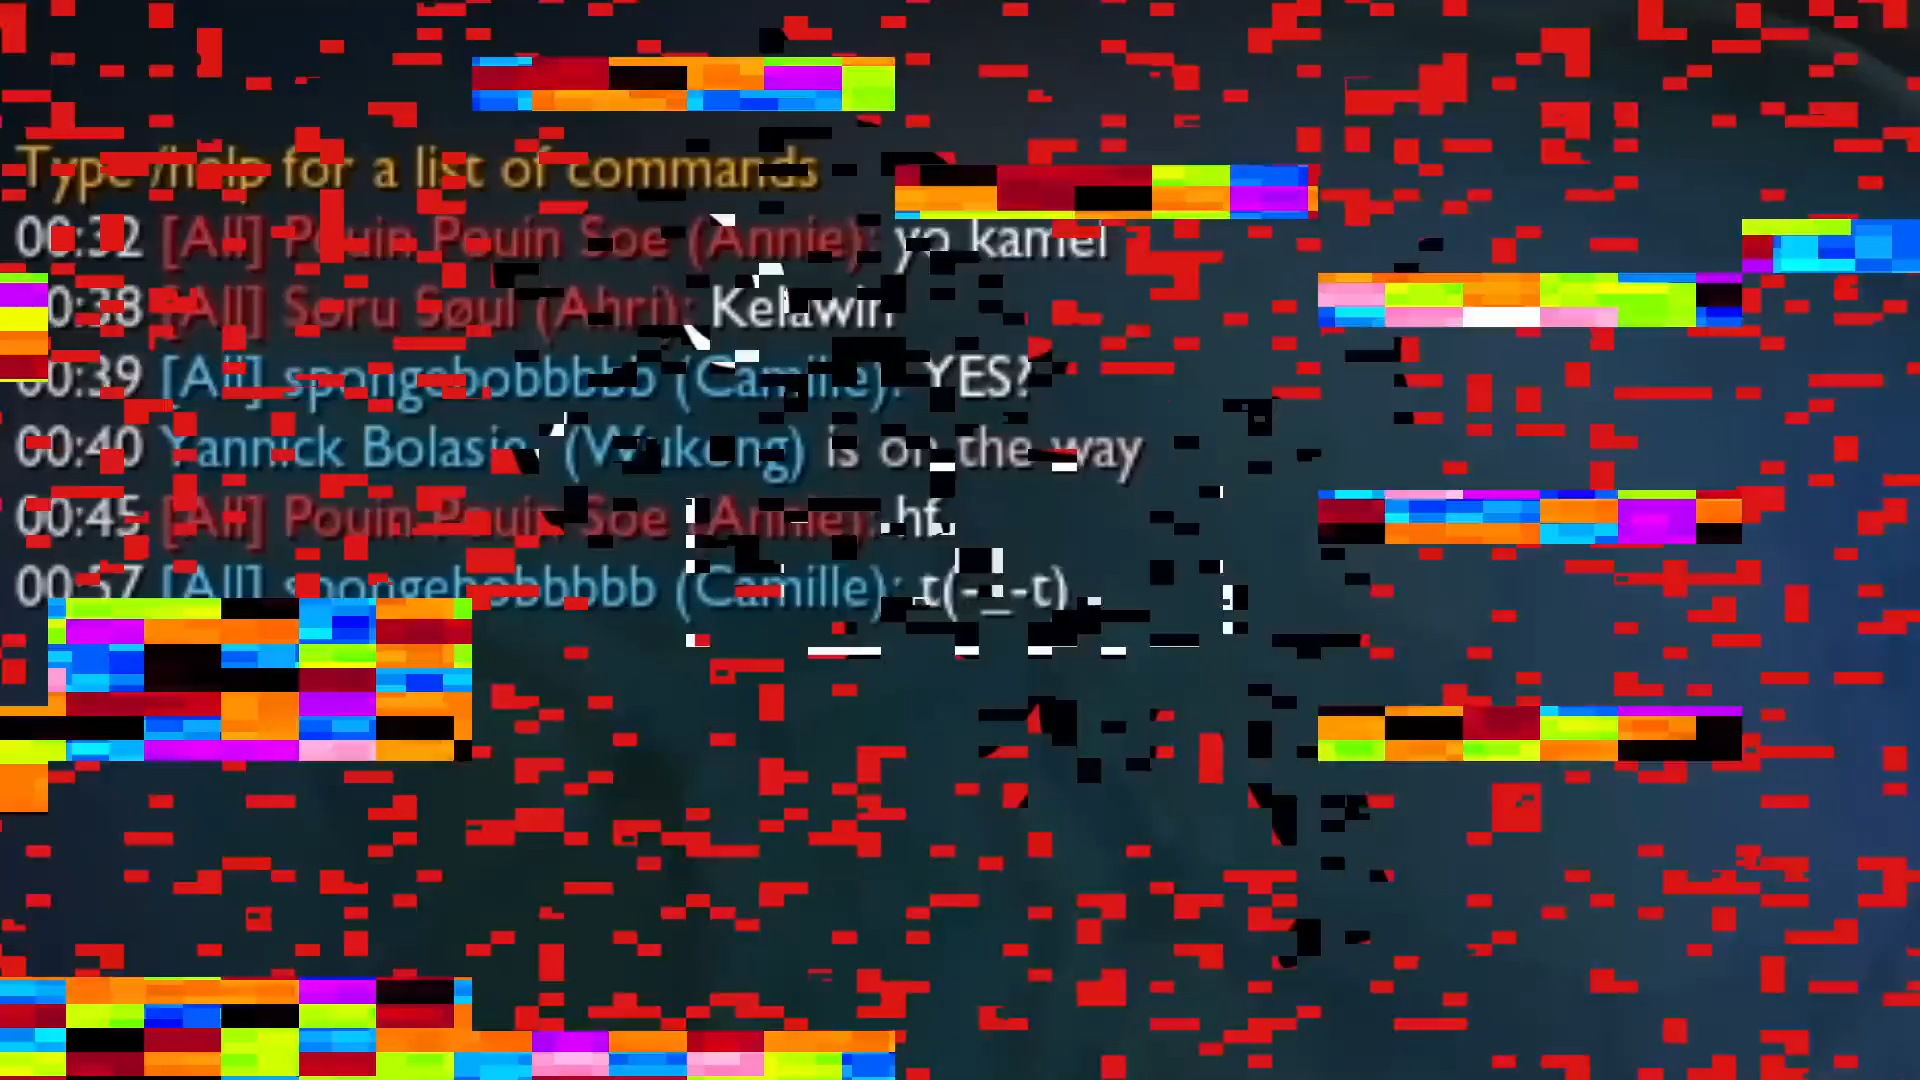 Type /help for a list of commands
00:32 [All] Pouin Pouin Soe (Annie): yo kamel
00:38 [All] Soru Søul (Ahri): Kelawin
00:39 [All] spongebobbbbb (Camille): YES?
00:40 Yannick Bolasie (Wukong) is on the way
00:45 [All] Pouin Pouin Soe (Annie): hf
00:57 [All] spongebobbbbb (Camille): t(-_-t)